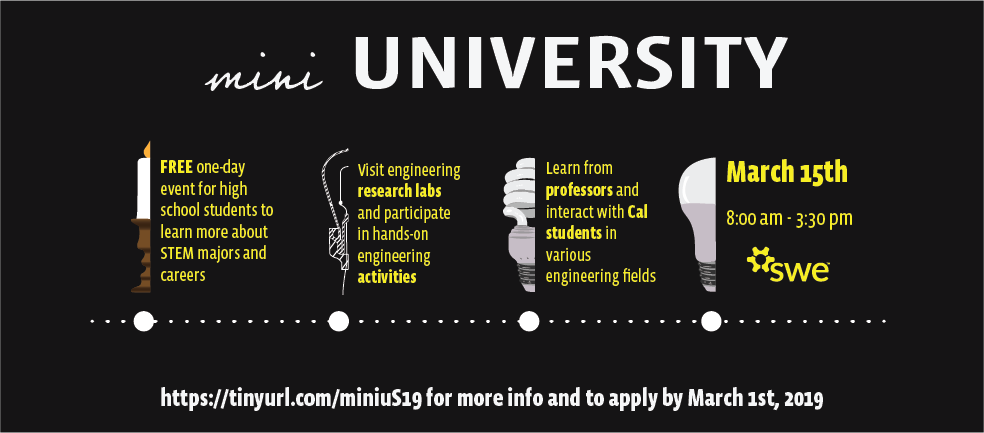 mini UNIVERSITY
FREE one-day
event for high
school students to
learn more about
STEM majors and
careers
Visit engineering
research labs
and participate
in hands-on
engineering
activities
Learn from
professors and
interact with Cal
students in
various
engineering fields
March 15th
8:00 am - 3:30 pm
swe
https://tinyurl.com/miniuS19 for more info and to apply by March 1st, 2019